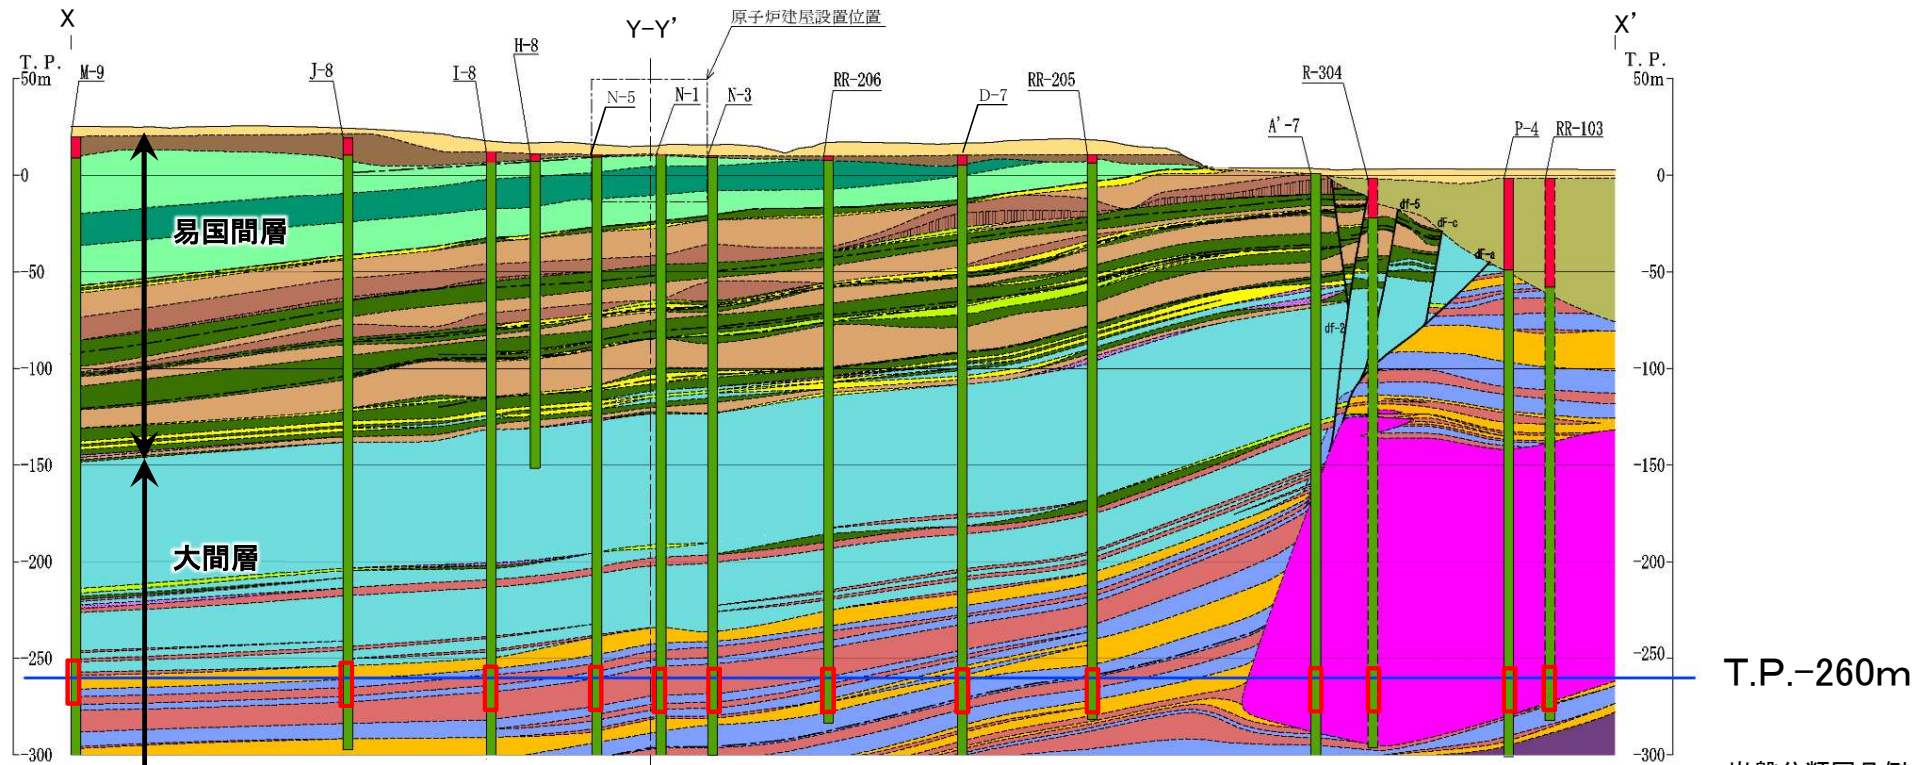 X
Y-Y’
原子炉建屋設置位置
X’
T.P.
50m
M-9
J-8
I-8
H-8
N-5
N-1
N-3
RR-206
D-7
RR-205
R-304
A'-7
P-4
RR-103
T.P.
50m
0
0
易国間層
df-5
dF-c
dF-a
-50
-50
df-2
-100
-100
-150
-150
大間層
-200
-200
-250
-250
T.P.-260m
-300
-300